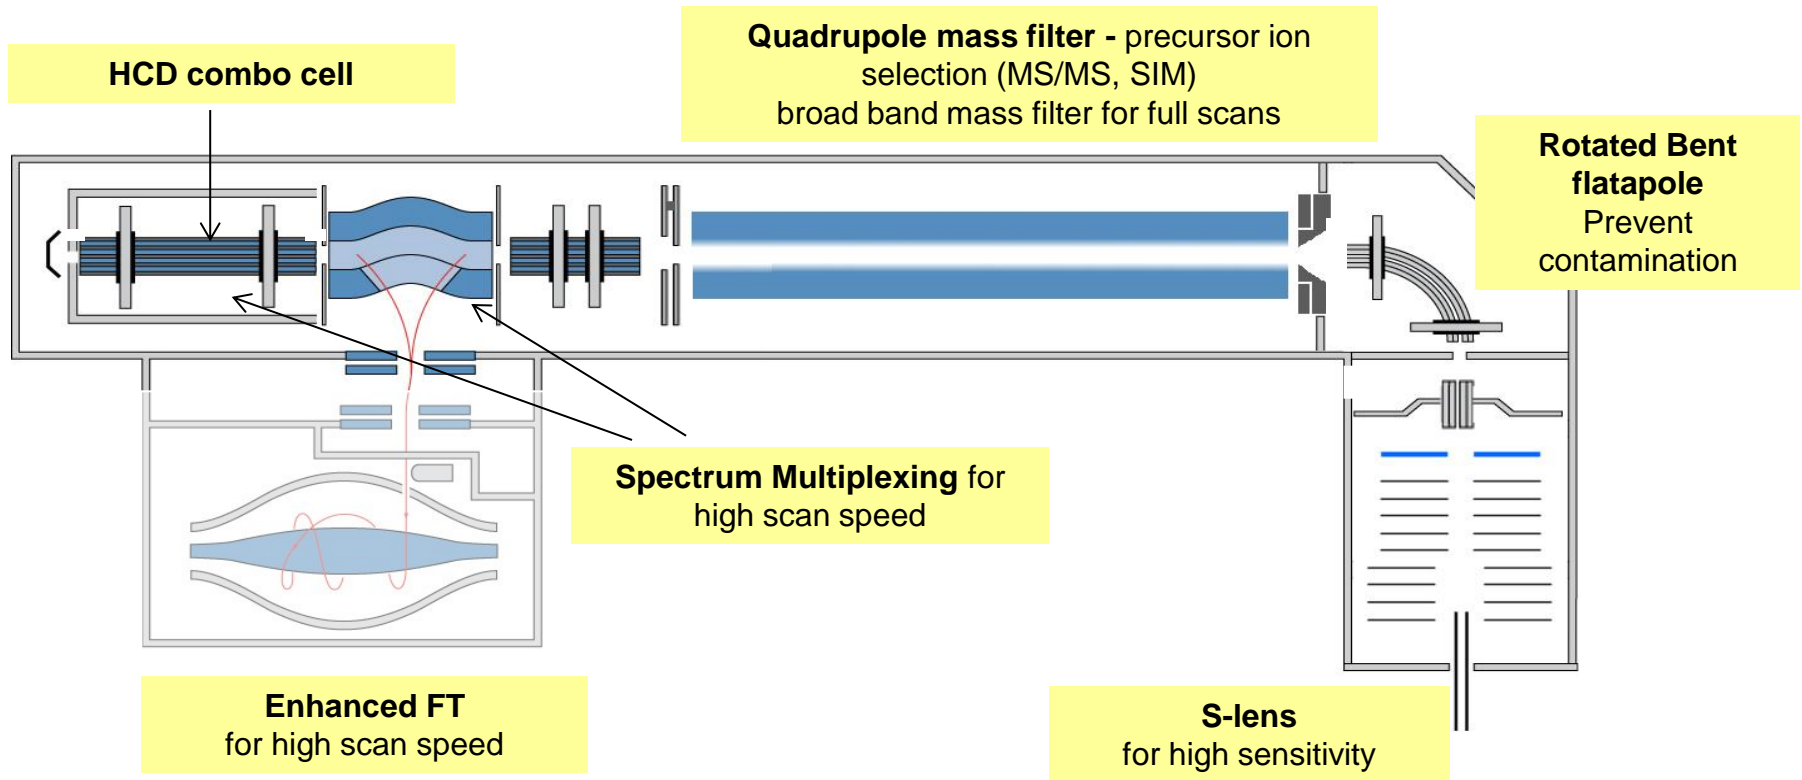 HCD combo cell
Quadrupole mass filter - precursor ion
selection (MS/MS, SIM)
broad band mass filter for full scans
Rotated Bent
flatapole
Prevent
contamination
Spectrum Multiplexing for
high scan speed
Enhanced FT
for high scan speed
S-lens
for high sensitivity